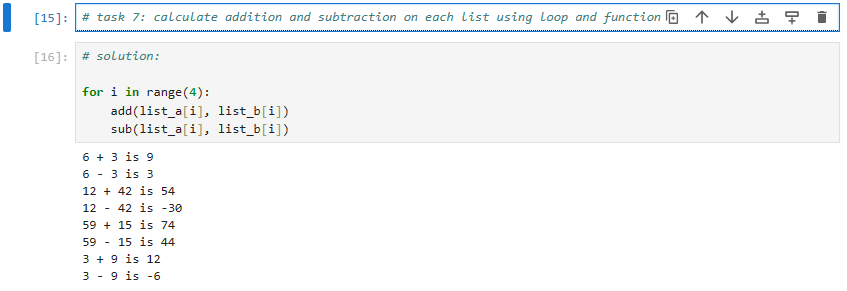 [15]: # task 7: calculate addition and subtraction on each list using loop and function
[16]: # solution:
for i in range(4):
    add(list_a[i], list_b[i])
    sub(list_a[i], list_b[i])
6 + 3 is 9
6 - 3 is 3
12 + 42 is 54
12 - 42 is -30
59 + 15 is 74
59 - 15 is 44
3 + 9 is 12
3 - 9 is -6